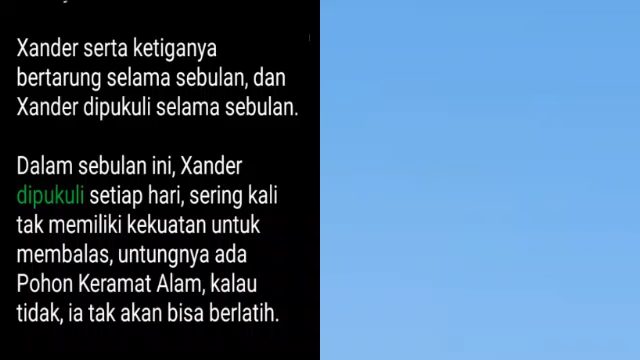 Xander serta ketiganya
bertarung selama sebulan, dan
Xander dipukuli selama sebulan.
Dalam sebulan ini, Xander
dipukuli setiap hari, sering kali
tak memiliki kekuatan untuk
membalas, untungnya ada
Pohon Keramat Alam, kalau
tidak, ia tak akan bisa berlatih.